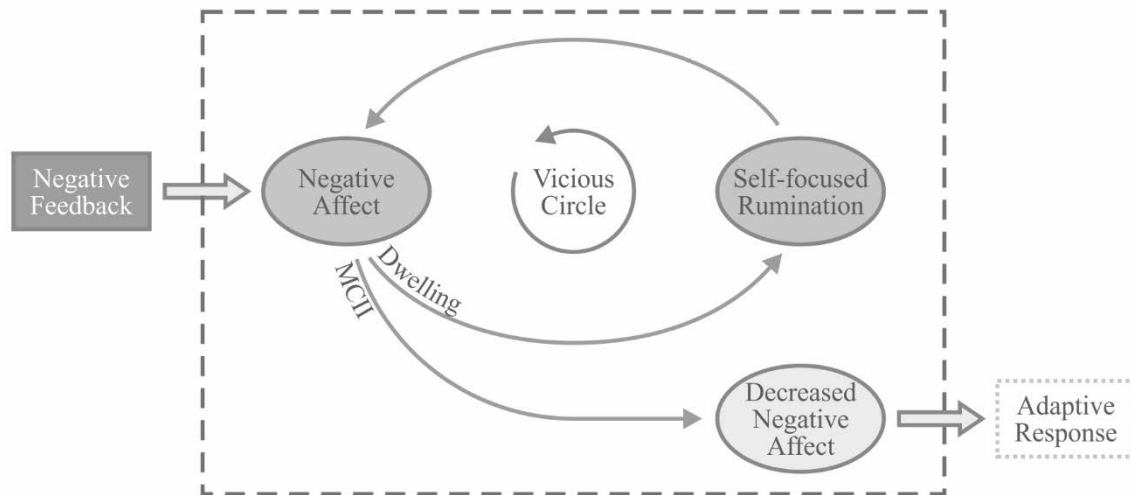 Negative
Feedback
Negative
Affect
Vicious
Circle
Self-focused
Rumination
Dwelling
MCII
Decreased
Negative
Affect
Adaptive
Response